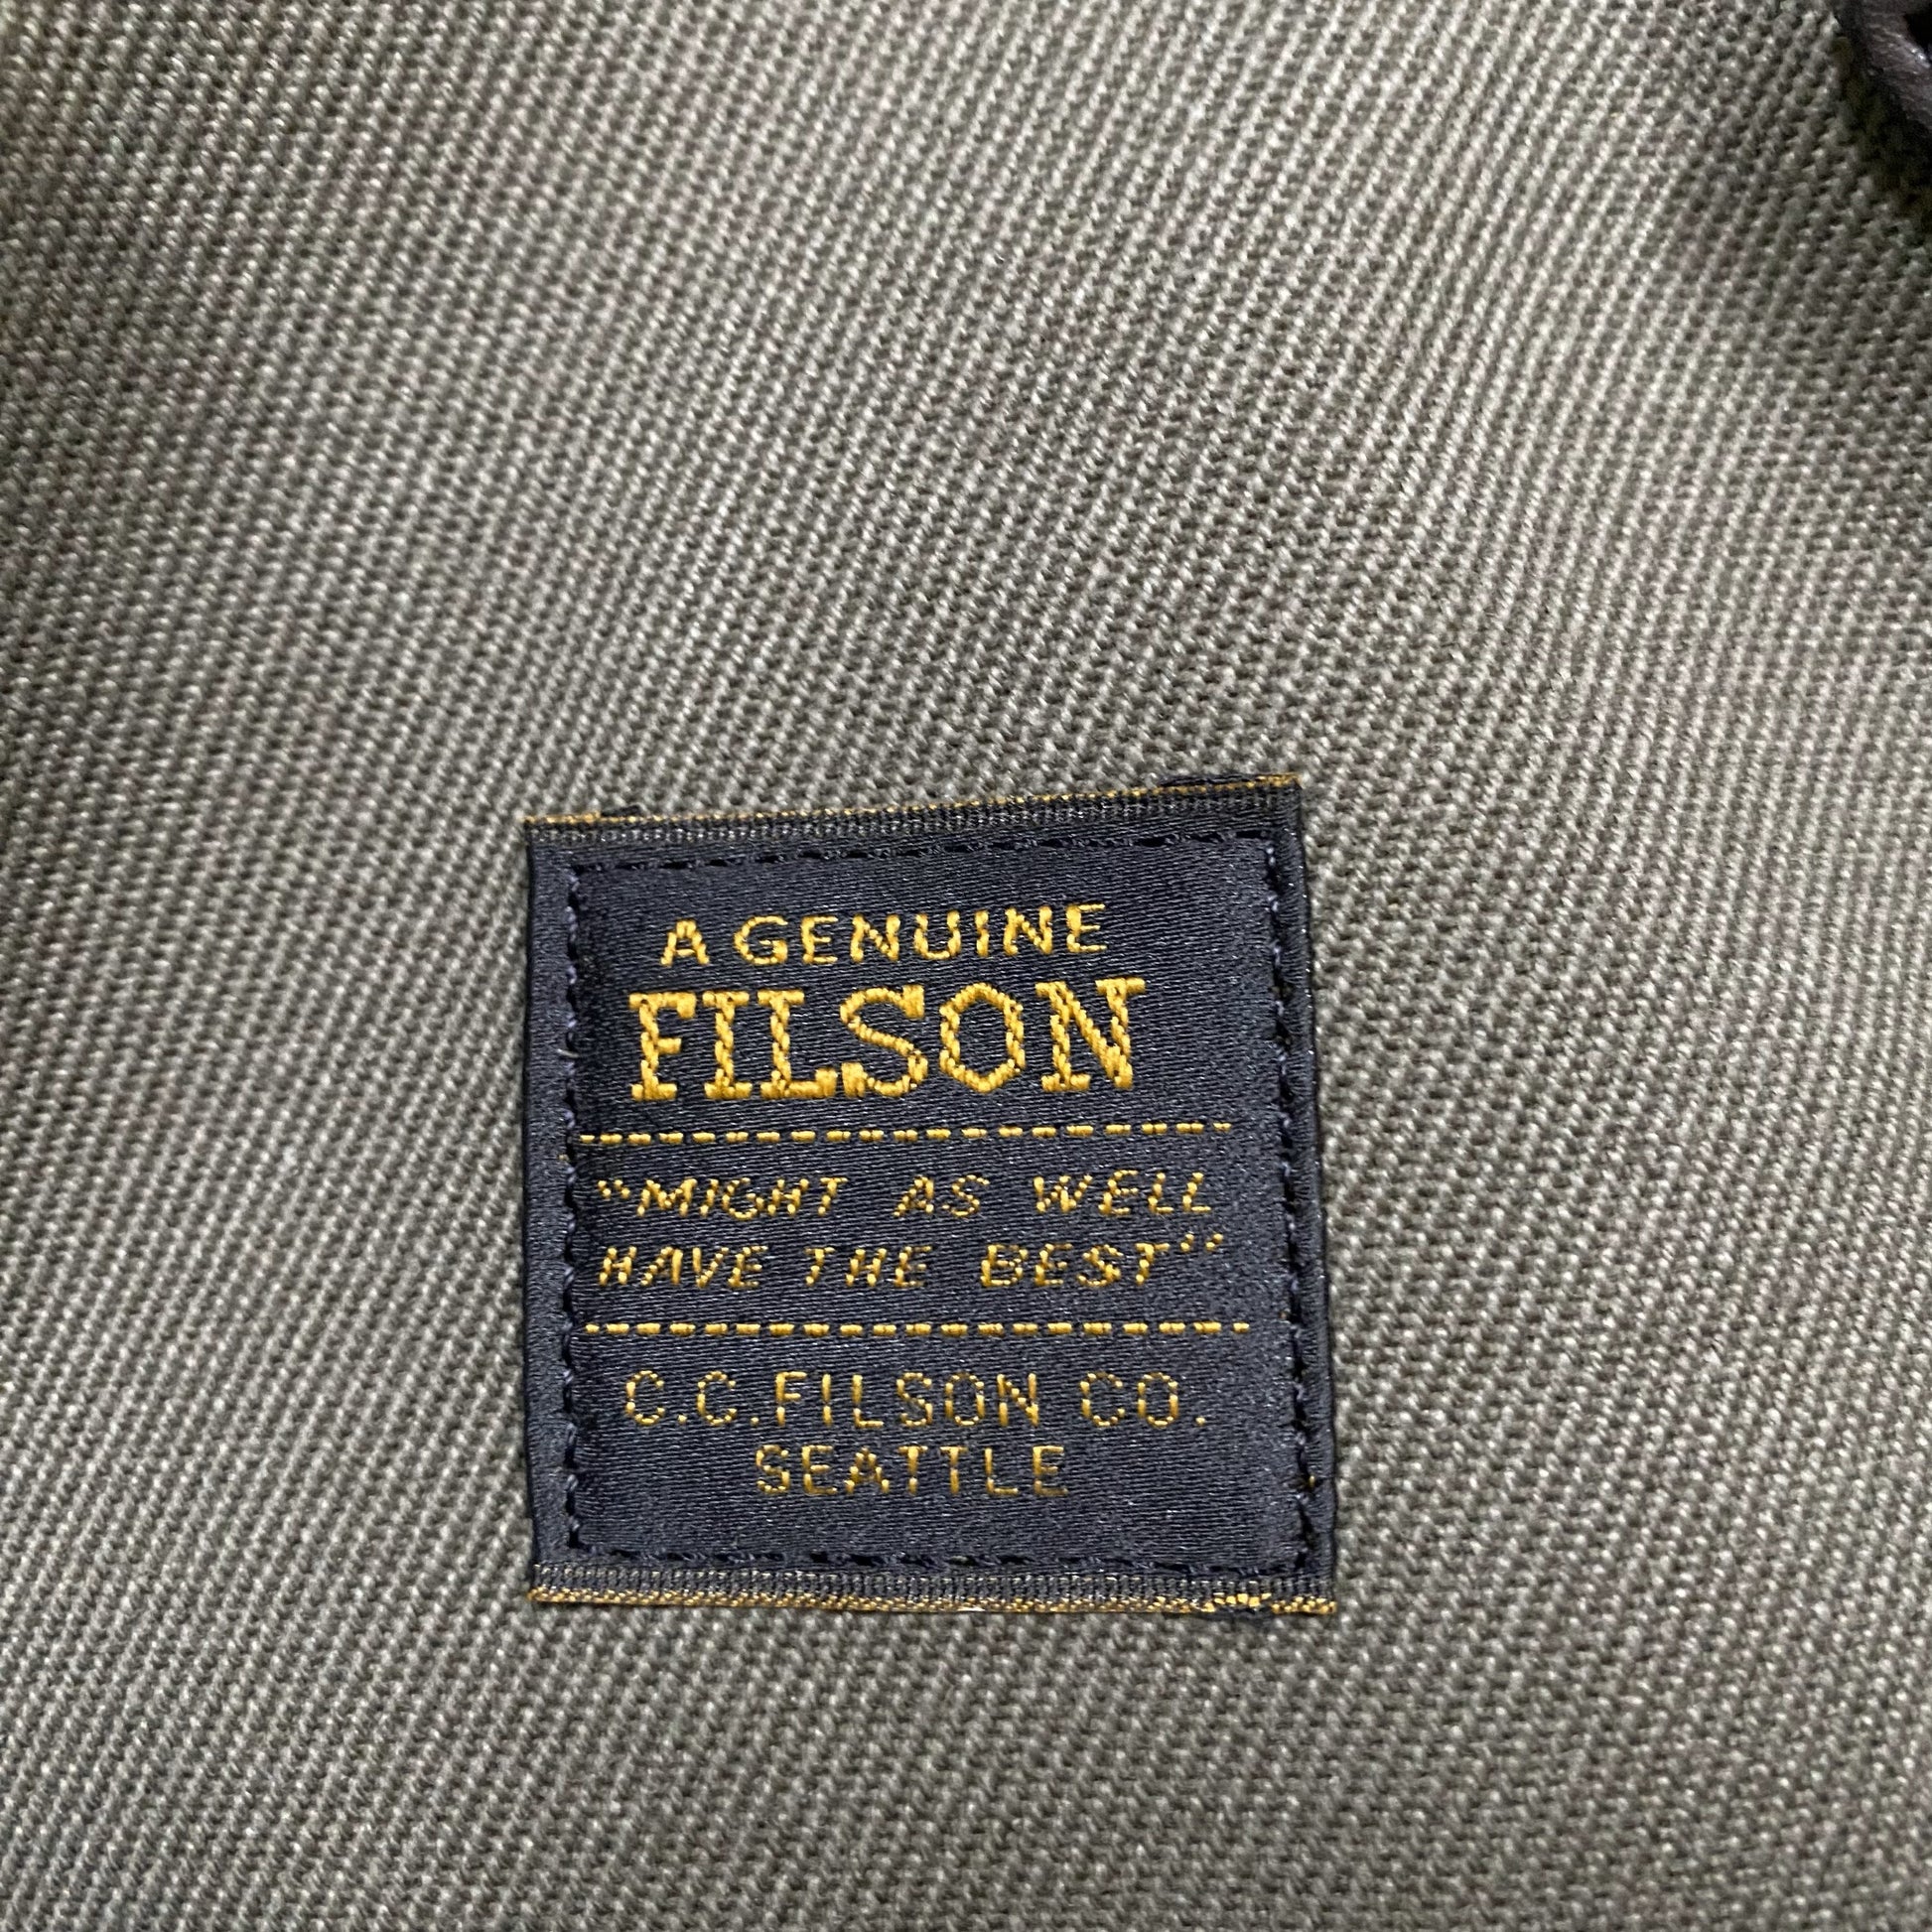 A GENUINE
FILSON
"MIGHT AS WELL
HAVE THE BEST"
C.C. FILSON CO.
SEATTLE